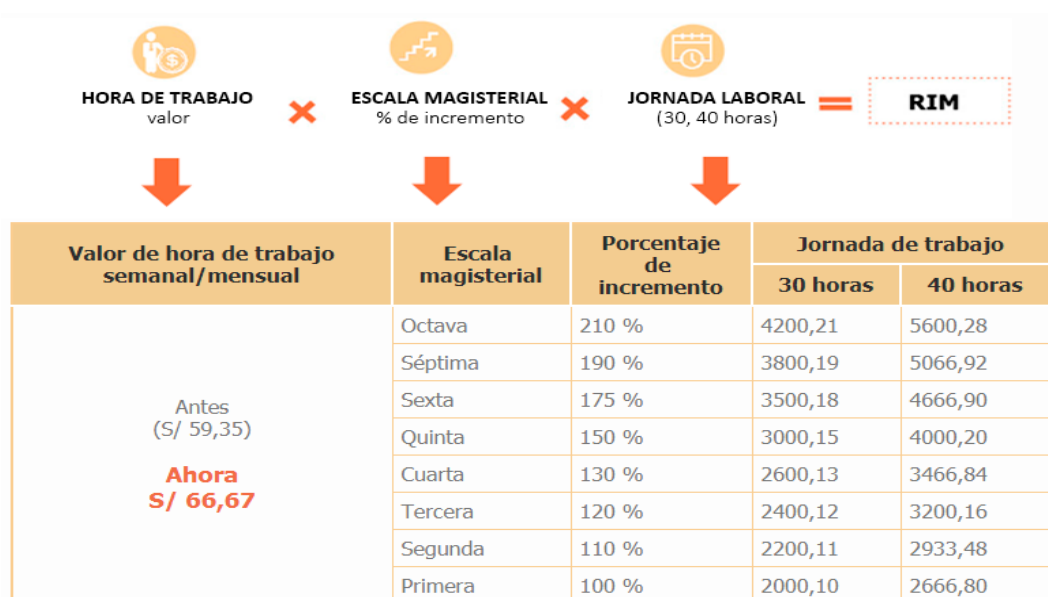 HORA DE TRABAJO
valor
×
ESCALA MAGISTERIAL
% de incremento
×
JORNADA LABORAL
(30, 40 horas)
=
RIM
$
Valor de hora de trabajo
semanal/mensual
Escala
magisterial
Porcentaje
de
incremento
Jornada de trabajo
30 horas
40 horas
Antes
(S/ 59,35)
Ahora
S/ 66,67
Octava 210 % 4200,21 5600,28
Séptima 190 % 3800,19 5066,92
Sexta 175 % 3500,18 4666,90
Quinta 150 % 3000,15 4000,20
Cuarta 130 % 2600,13 3466,84
Tercera 120 % 2400,12 3200,16
Segunda 110 % 2200,11 2933,48
Primera 100 % 2000,10 2666,80